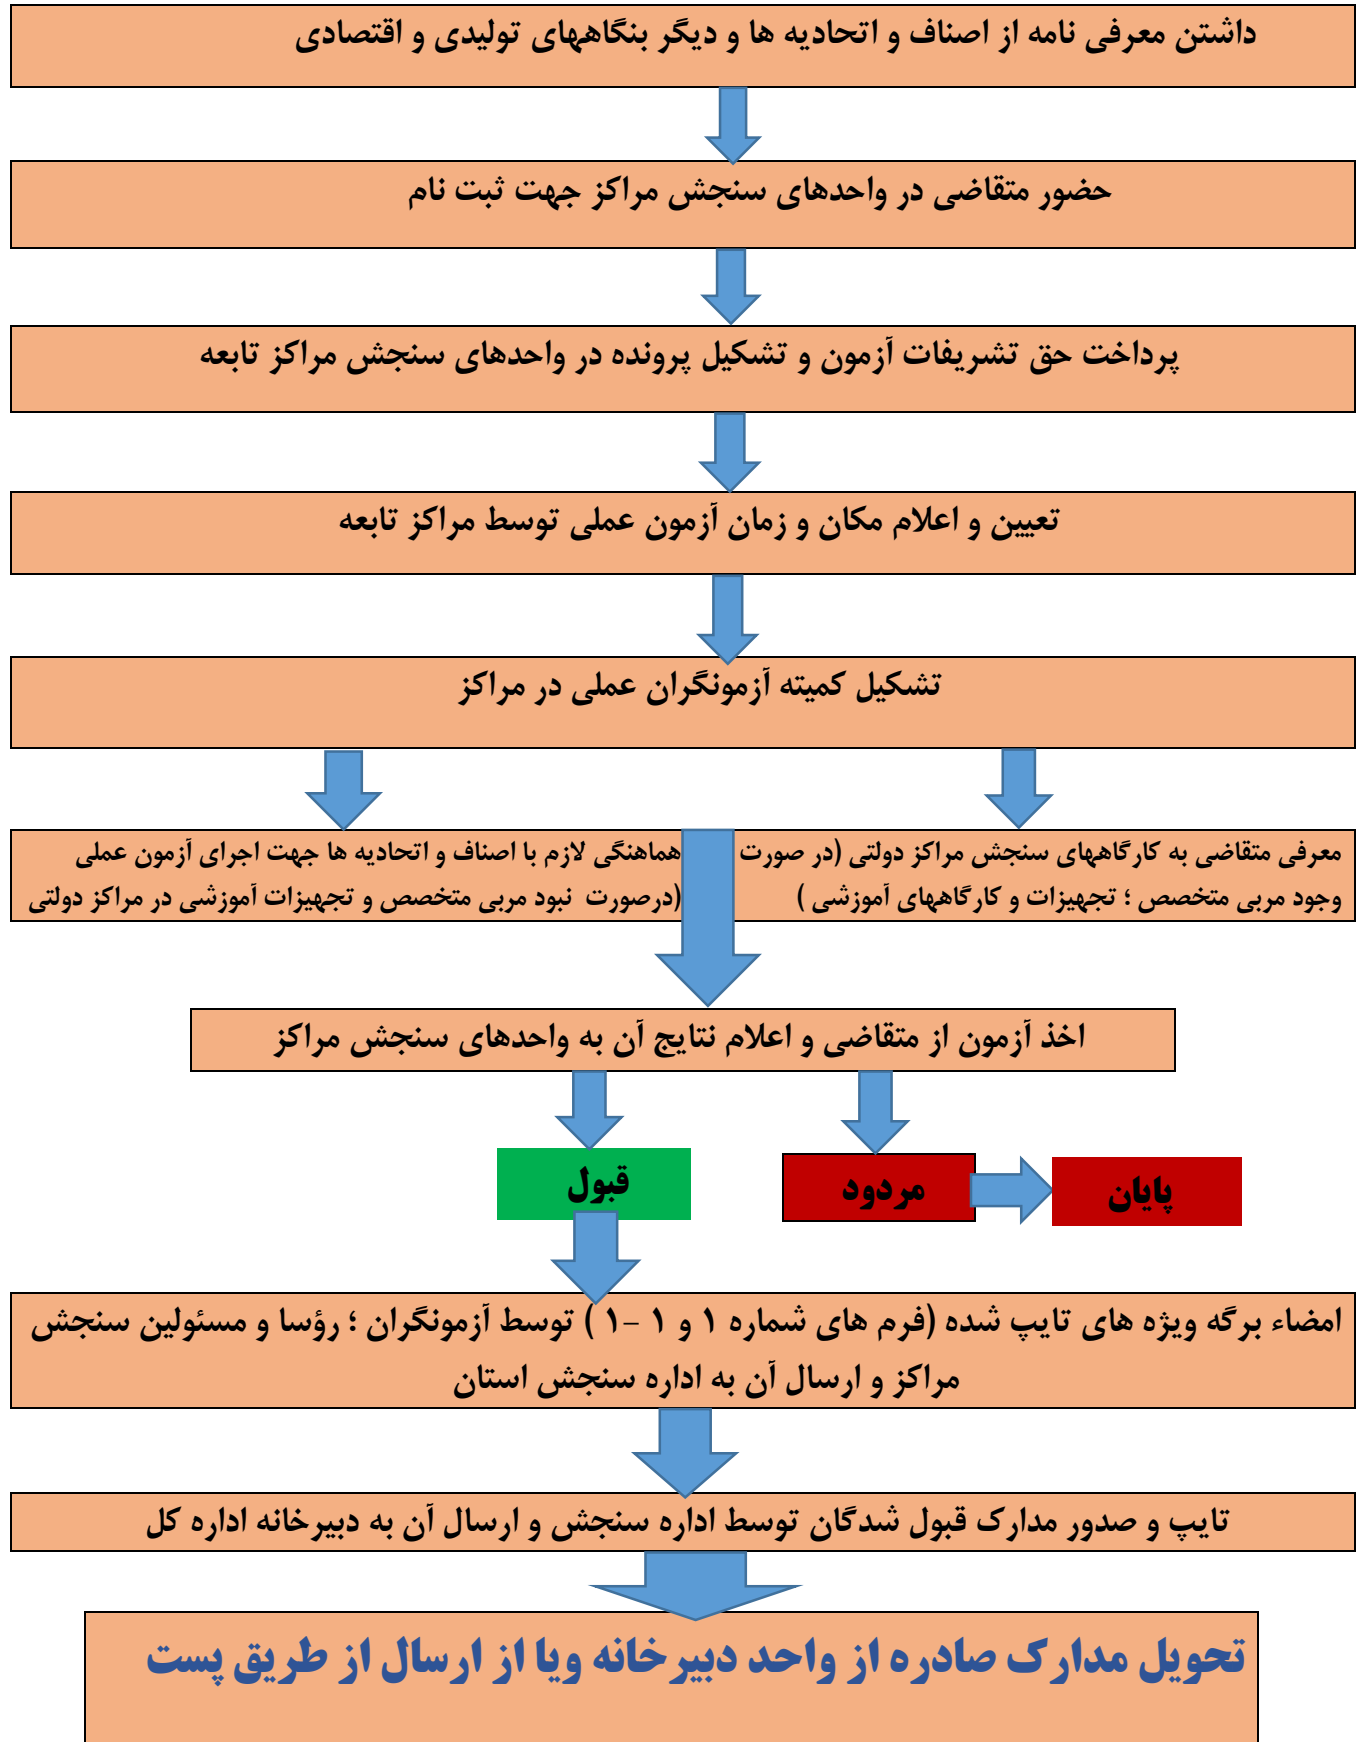 داشتن معرفی نامه از اصناف و اتحادیه ها و دیگر بنگاههای تولیدی و اقتصادی
حضور متقاضی در واحدهای سنجش مراکز جهت ثبت نام
پرداخت حق تشریفات آزمون و تشکیل پرونده در واحدهای سنجش مراکز تابعه
تعیین و اعلام مکان و زمان آزمون عملی توسط مراکز تابعه
تشکیل کمیته آزمونگران عملی در مراکز
معرفی متقاضی به کارگاههای سنجش مراکز دولتی (در صورت
وجود مربی متخصص ؛ تجهیزات و کارگاههای آموزشی )
هماهنگی لازم با اصناف و اتحادیه ها جهت اجرای آزمون عملی
(درصورت نبود مربی متخصص و تجهیزات آموزشی در مراکز دولتی
اخذ آزمون از متقاضی و اعلام نتایج آن به واحدهای سنجش مراکز
قبول
مردود
پایان
امضاء برگه ویژه های تایپ شده (فرم های شماره ۱ و ۱ –۱ ) توسط آزمونگران ؛ رؤسا و مسئولین سنجش
مراکز و ارسال آن به اداره سنجش استان
تایپ و صدور مدارک قبول شدگان توسط اداره سنجش و ارسال آن به دبیرخانه اداره کل
تحویل مدارک صادره از واحد دبیرخانه ویا از ارسال از طریق پست